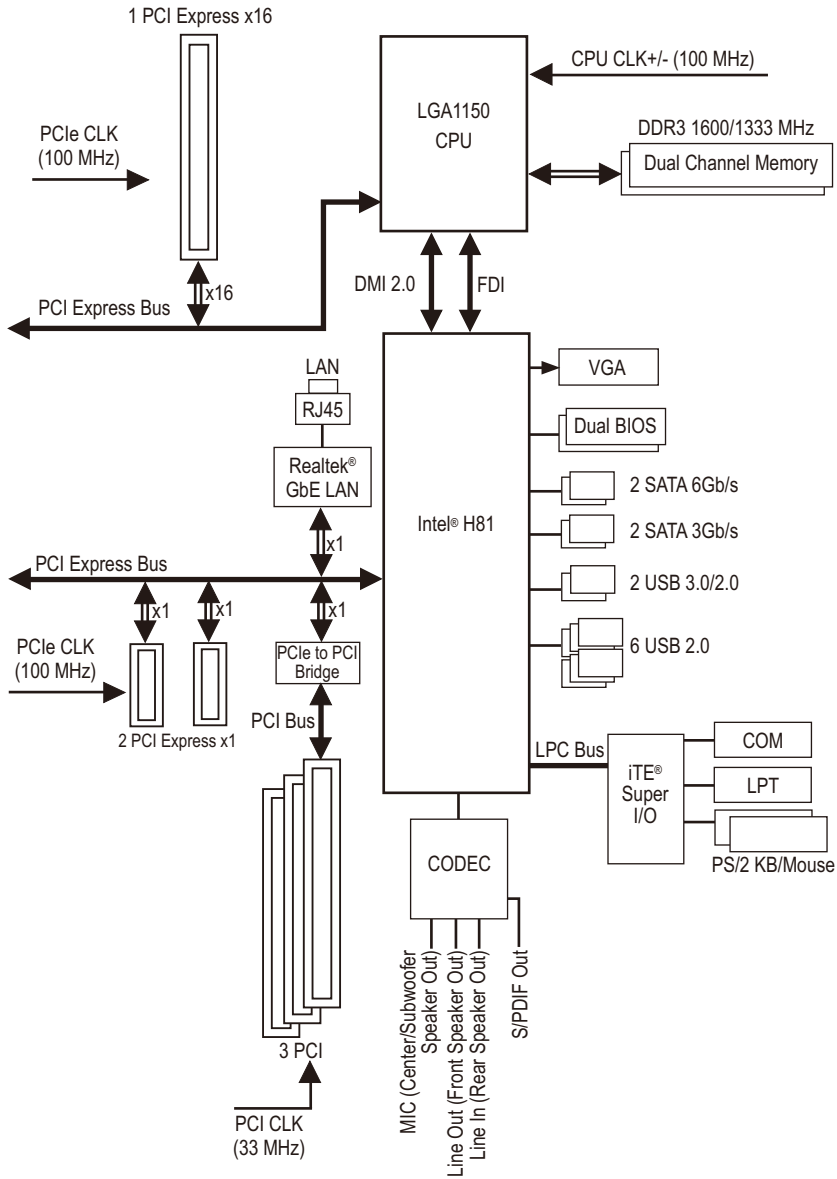 1 PCI Express x16
CPU CLK+/- (100 MHz)
LGA1150
CPU
PCIe CLK
(100 MHz)
DDR3 1600/1333 MHz
Dual Channel Memory
x16
DMI 2.0
FDI
PCI Express Bus
LAN
RJ45
Realtek®
GbE LAN
x1
Intel® H81
VGA
Dual BIOS
2 SATA 6Gb/s
2 SATA 3Gb/s
2 USB 3.0/2.0
6 USB 2.0
PCI Express Bus
x1
x1
x1
PCIe CLK
(100 MHz)
PCIe to PCI
Bridge
2 PCI Express x1
PCI Bus
LPC Bus
iTE®
Super
I/O
COM
LPT
PS/2 KB/Mouse
CODEC
MIC (Center/Subwoofer
Speaker Out)
Line Out (Front Speaker Out)
Line In (Rear Speaker Out)
S/PDIF Out
3 PCI
PCI CLK
(33 MHz)